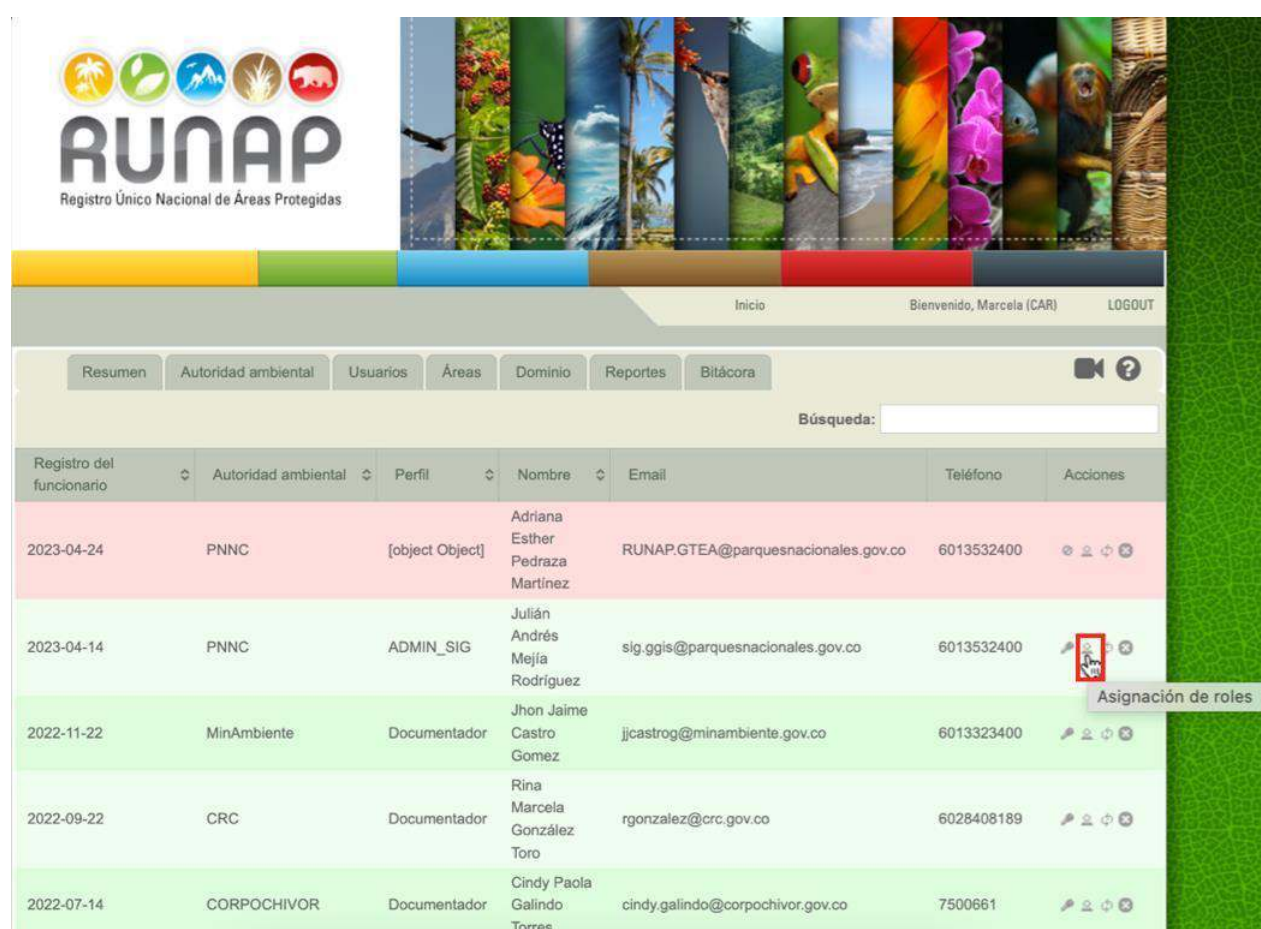 RUNAP
Registro Único Nacional de Áreas Protegidas
Inicio
Bienvenido, Marcela (CAR)
LOGOUT
Resumen
Autoridad ambiental
Usuarios
Áreas
Dominio
Reportes
Bitácora
Búsqueda:
Registro del
funcionario
Autoridad ambiental
Perfil
Nombre
Email
Teléfono
Acciones
2023-04-24
PNNC
[object Object]
Adriana
Esther
Pedraza
Martínez
RUNAP.GTEA@parquesnacionales.gov.co
6013532400
2023-04-14
PNNC
ADMIN_SIG
Julián
Andrés
Mejía
Rodríguez
sig.ggis@parquesnacionales.gov.co
6013532400
Asignación de roles
2022-11-22
MinAmbiente
Documentador
Jhon Jaime
Castro
Gomez
jjcastrog@minambiente.gov.co
6013323400
2022-09-22
CRC
Documentador
Rina
Marcela
González
Toro
rgonzalez@crc.gov.co
6028408189
2022-07-14
CORPOCHIVOR
Documentador
Cindy Paola
Galindo
Torres
cindy.galindo@corpochivor.gov.co
7500661